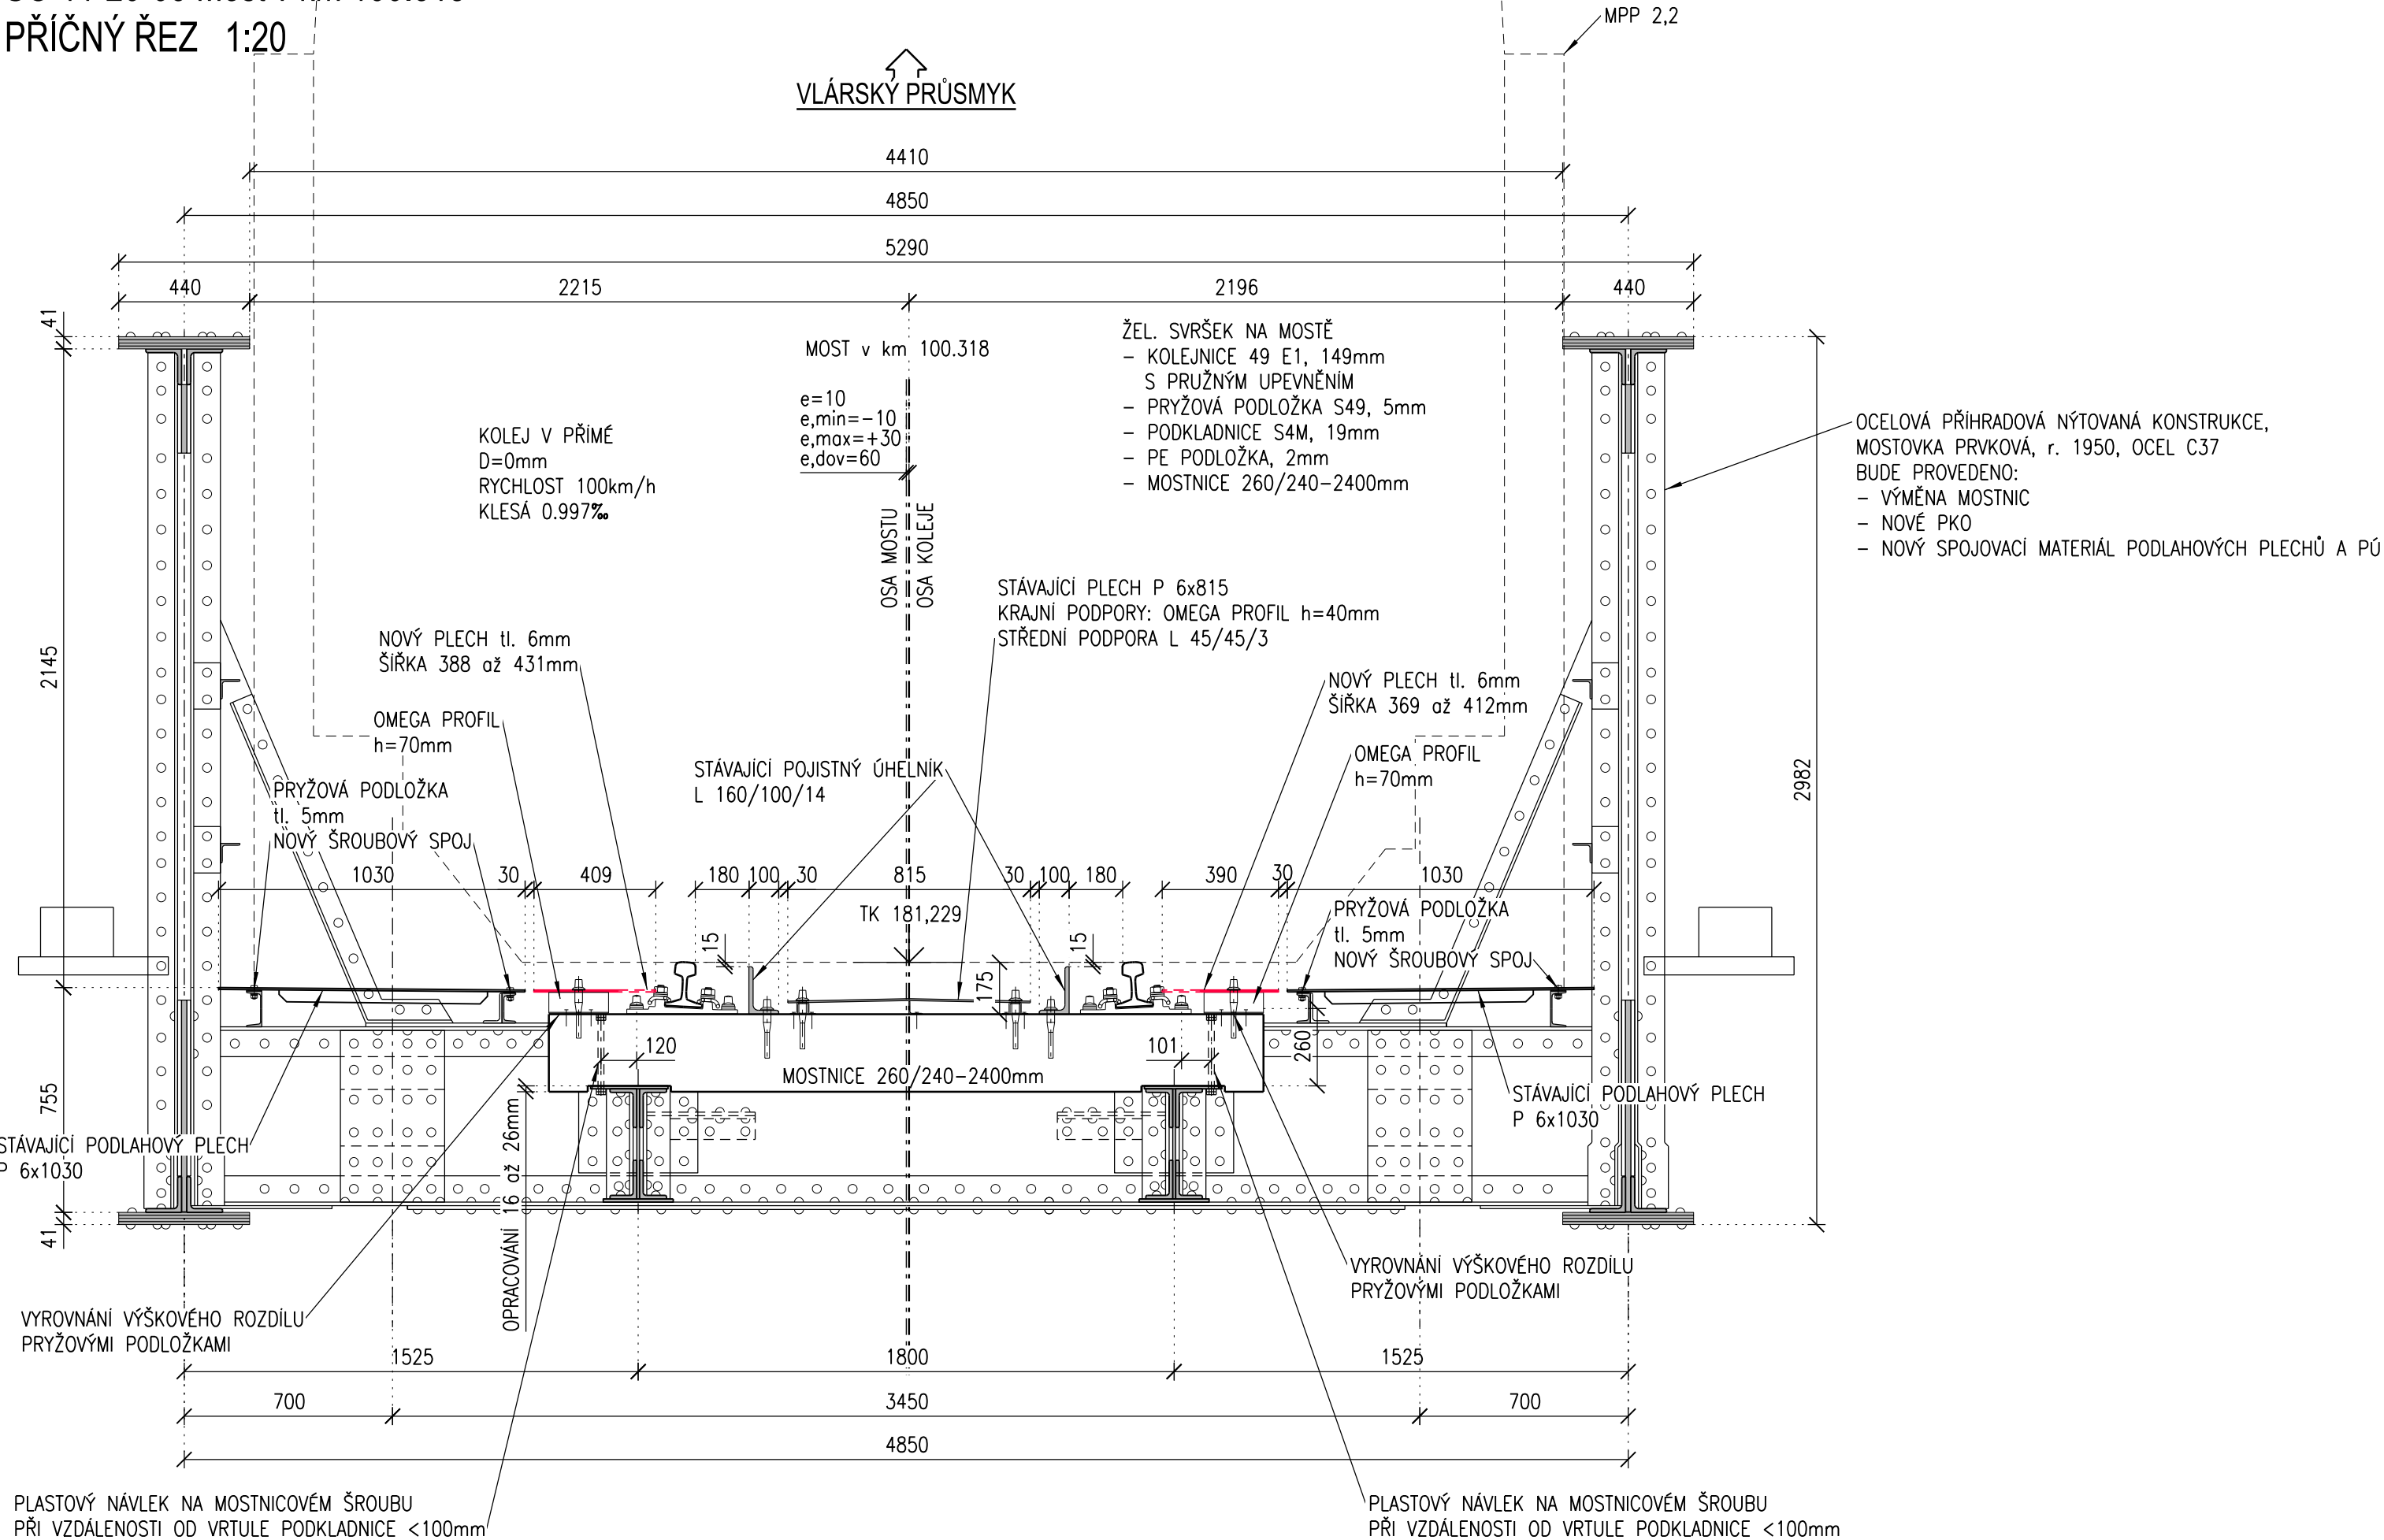 PŘÍČNÝ ŘEZ 1:20
MPP 2,2
VLÁRSKÝ PRŮSMYK
4410
4850
5290
440
2215
2196
440
41
MOST v km 100.318
e=10
e,min=-10
e,max=+30
e,dov=60
ŽEL. SVRŠEK NA MOSTĚ
- KOLEJNICE 49 E1, 149mm
S PRUŽNÝM UPEVNĚNÍM
- PRYŽOVÁ PODLOŽKA S49, 5mm
- PODKLADNICE S4M, 19mm
- PE PODLOŽKA, 2mm
- MOSTNICE 260/240-2400mm
KOLEJ V PŘÍMÉ
D=0mm
RYCHLOST 100km/h
KLESÁ 0.997‰
OCELOVÁ PŘÍHRADOVÁ NÝTOVANÁ KONSTRUKCE,
MOSTOVKA PRVKOVÁ, r. 1950, OCEL C37
BUDE PROVEDENO:
- VÝMĚNA MOSTNIC
- NOVÉ PKO
- NOVÝ SPOJOVACÍ MATERIÁL PODLAHOVÝCH PLECHŮ A PÚ
OSA MOSTU
OSA KOLEJE
STÁVAJÍCÍ PLECH P 6x815
KRAJNÍ PODPORY: OMEGA PROFIL h=40mm
STŘEDNÍ PODPORA L 45/45/3
NOVÝ PLECH tl. 6mm
ŠÍŘKA 388 až 431mm
2145
NOVÝ PLECH tl. 6mm
ŠÍŘKA 369 až 412mm
OMEGA PROFIL
h=70mm
OMEGA PROFIL
h=70mm
STÁVAJÍCÍ POJISTNÝ ÚHELNÍK
L 160/100/14
2982
PRYŽOVÁ PODLOŽKA
tl. 5mm
NOVÝ ŠROUBOVÝ SPOJ
1030
30
409
180
100
30
815
30
100
180
390
30
1030
TK 181,229
PRYŽOVÁ PODLOŽKA
tl. 5mm
NOVÝ ŠROUBOVÝ SPOJ
15
15
175
120
101
260
MOSTNICE 260/240-2400mm
755
STÁVAJÍCÍ PODLAHOVÝ PLECH
P 6x1030
STÁVAJÍCÍ PODLAHOVÝ PLECH
P 6x1030
41
OPRACOVÁNÍ 16 až 26mm
VYROVNÁNÍ VÝŠKOVÉHO ROZDÍLU
PRYŽOVÝMI PODLOŽKAMI
VYROVNÁNÍ VÝŠKOVÉHO ROZDÍLU
PRYŽOVÝMI PODLOŽKAMI
1525
1800
1525
700
3450
700
4850
PLASTOVÝ NÁVLEK NA MOSTNICOVÉM ŠROUBU
PŘI VZDÁLENOSTI OD VRTULE PODKLADNICE <100mm
PLASTOVÝ NÁVLEK NA MOSTNICOVÉM ŠROUBU
PŘI VZDÁLENOSTI OD VRTULE PODKLADNICE <100mm